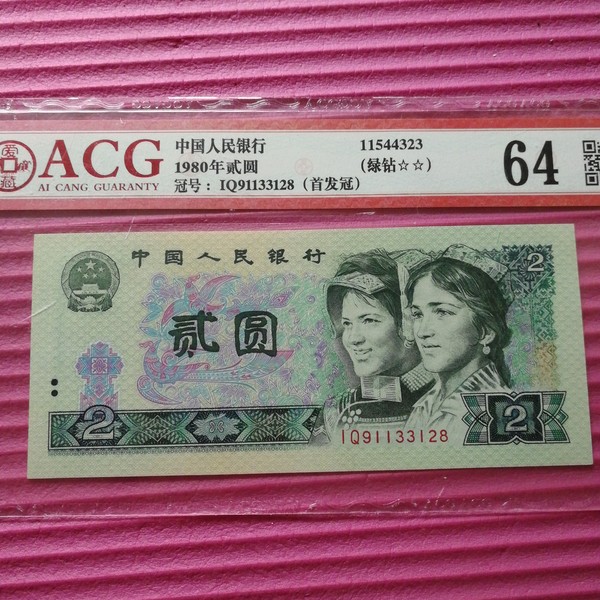 爱
藏
ACG
AI CANG GUARANTY
中国人民银行
1980年贰圆
冠号：IQ91133128（首发冠）
11544323
（绿钻☆☆）
64
中国人民银行
2
贰圆
2
2
IQ91133128